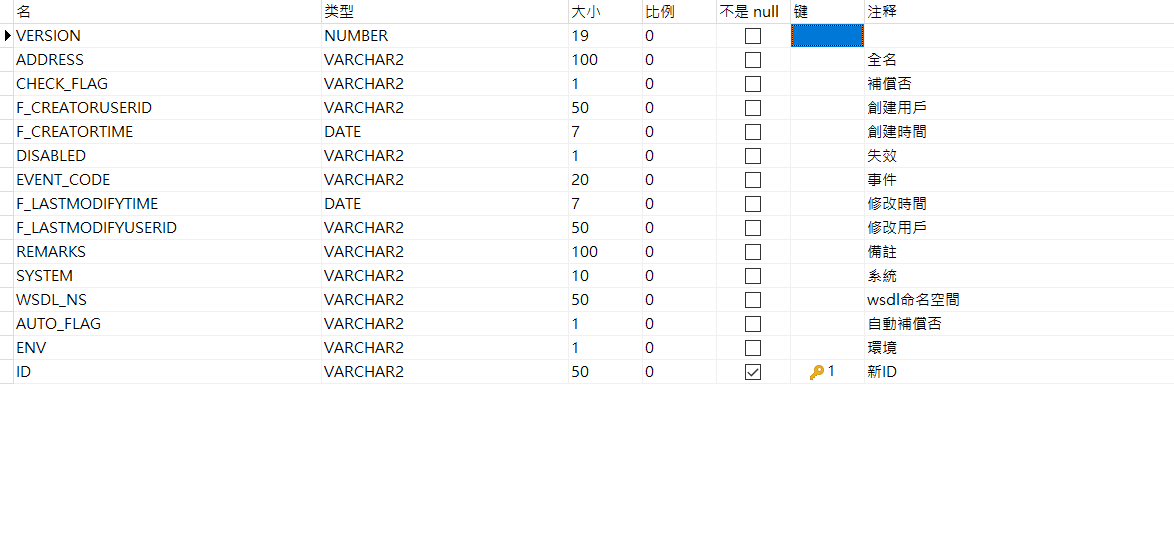 名 类型 大小 比例 不是 null 键 注释
VERSION NUMBER 19 0
ADDRESS VARCHAR2 100 0 全名
CHECK_FLAG VARCHAR2 1 0 補償否
F_CREATORUSERID VARCHAR2 50 0 創建用戶
F_CREATORTIME DATE 7 0 創建時間
DISABLED VARCHAR2 1 0 失效
EVENT_CODE VARCHAR2 20 0 事件
F_LASTMODIFYTIME DATE 7 0 修改時間
F_LASTMODIFYUSERID VARCHAR2 50 0 修改用戶
REMARKS VARCHAR2 100 0 備註
SYSTEM VARCHAR2 10 0 系統
WSDL_NS VARCHAR2 50 0 wsdl命名空間
AUTO_FLAG VARCHAR2 1 0 自動補償否
ENV VARCHAR2 1 0 環境
ID VARCHAR2 50 0 1 新ID